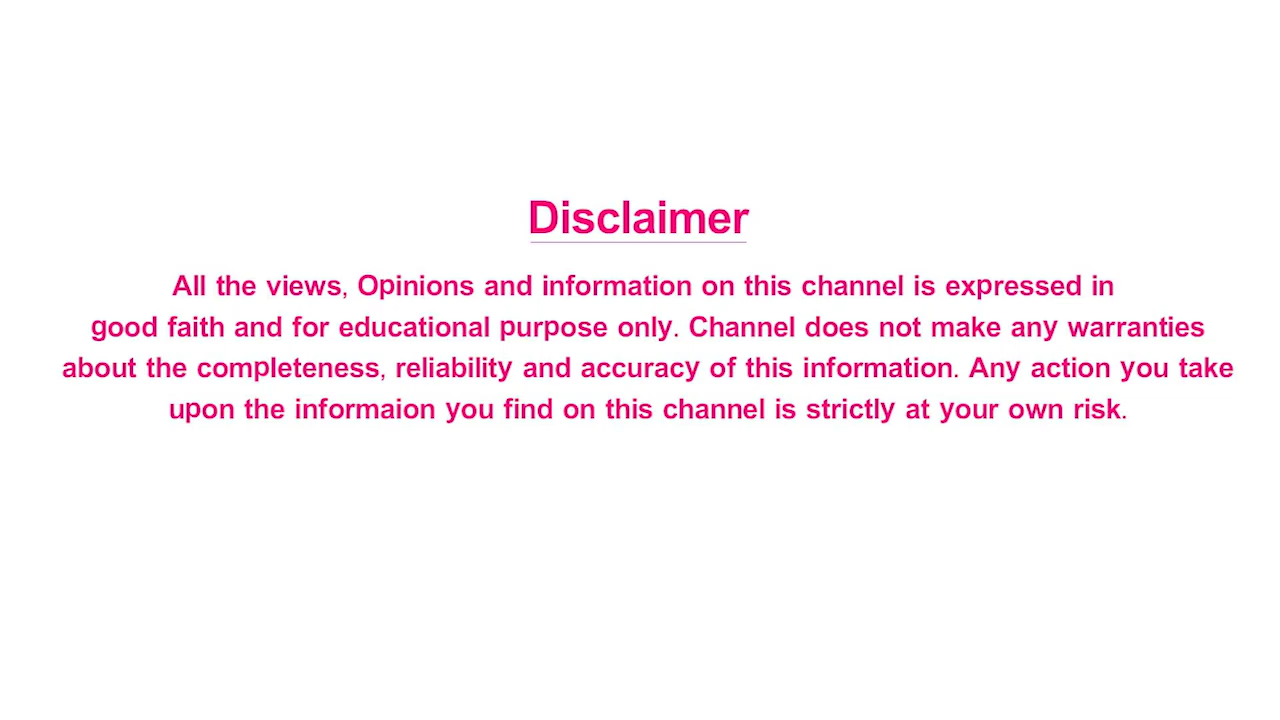 Disclaimer
All the views, Opinions and information on this channel is expressed in
good faith and for educational purpose only. Channel does not make any warranties
about the completeness, reliability and accuracy of this information. Any action you take
upon the informaion you find on this channel is strictly at your own risk.